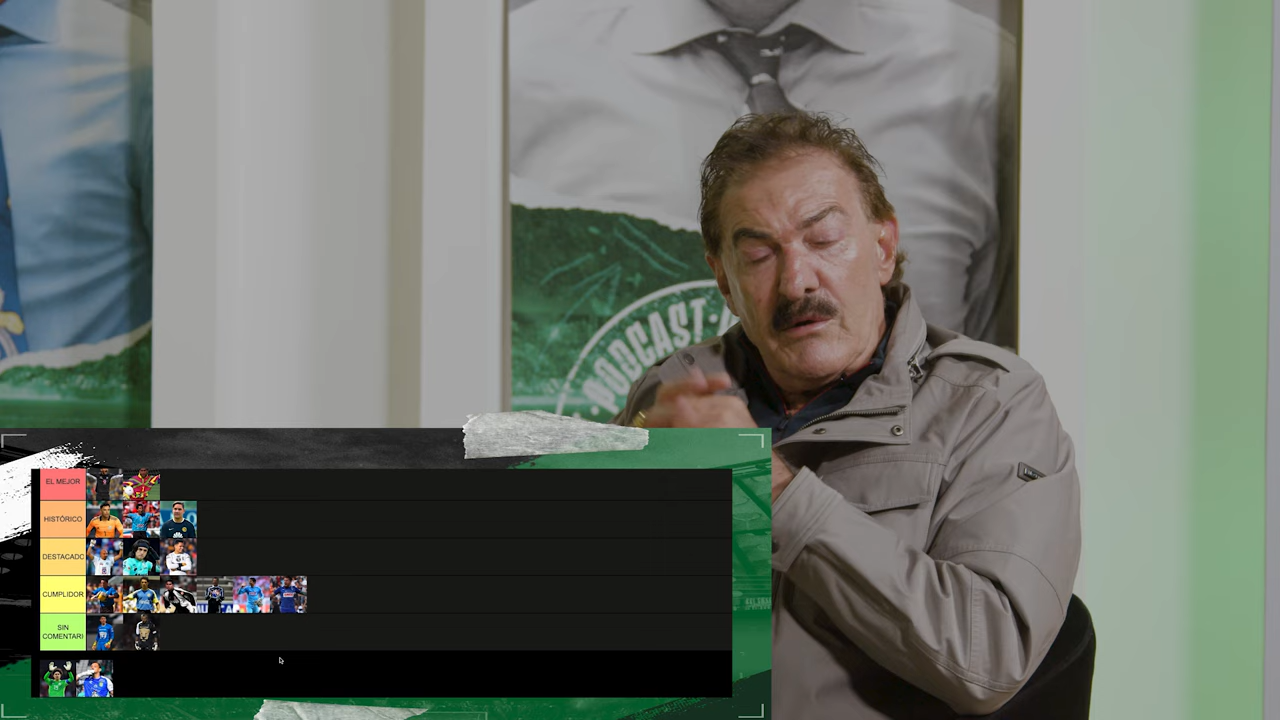 ·PODCAST·
EL MEJOR
HISTÓRICO
DESTACADO
CUMPLIDOR
SIN
COMENTARI